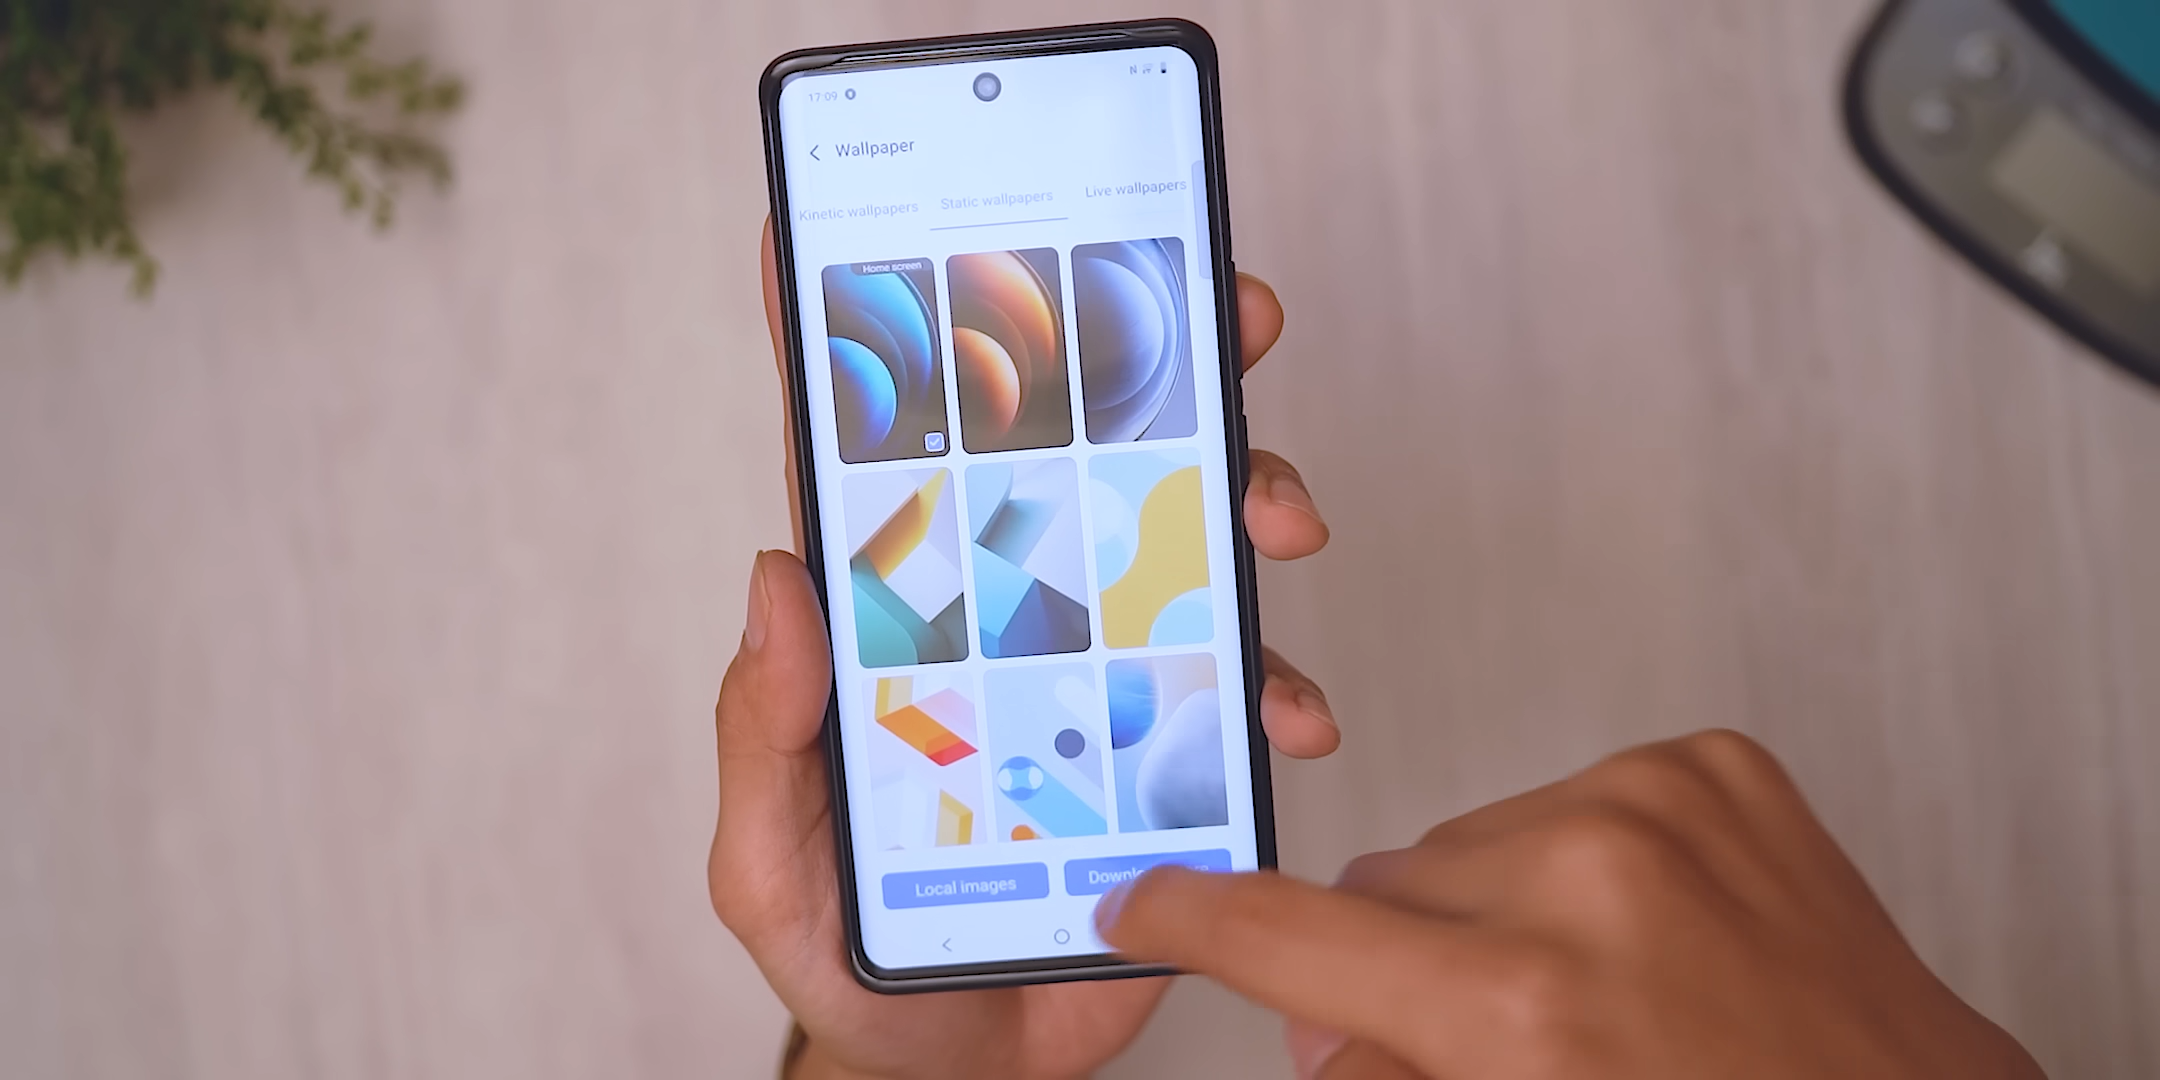 17:09
Wallpaper
Kinetic wallpapers
Static wallpapers
Live wallpapers
Home screen
Local images